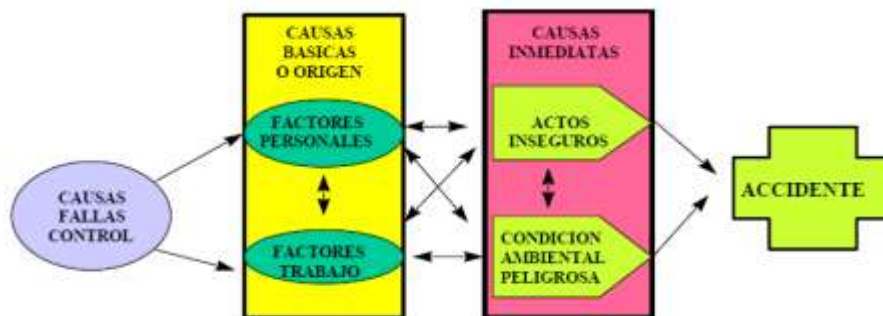 CAUSAS
BASICAS
O ORIGEN
CAUSAS
INMEDIATAS
FACTORES
PERSONALES
ACTOS
INSEGUROS
CAUSAS
FALLAS
CONTROL
ACCIDENTE
FACTORES
TRABAJO
CONDICION
AMBIENTAL
PELIGROSA